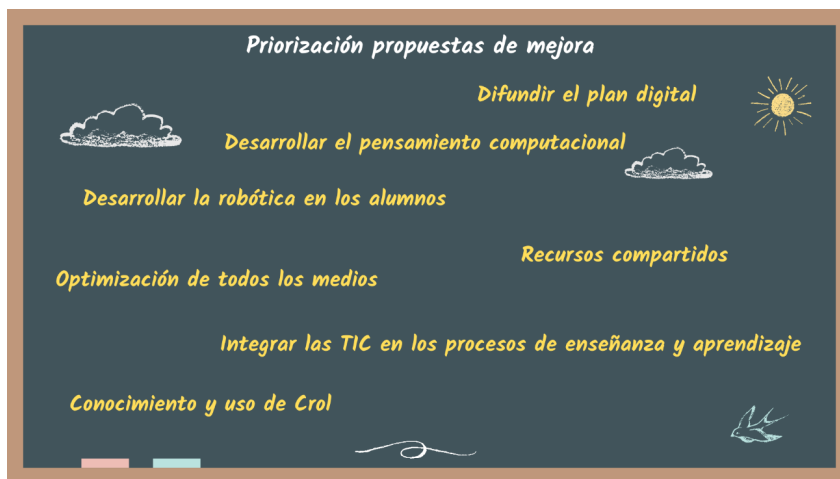 Priorización propuestas de mejora
Difundir el plan digital
Desarrollar el pensamiento computacional
Desarrollar la robótica en los alumnos
Recursos compartidos
Optimización de todos los medios
Integrar las TIC en los procesos de enseñanza y aprendizaje
Conocimiento y uso de Crol